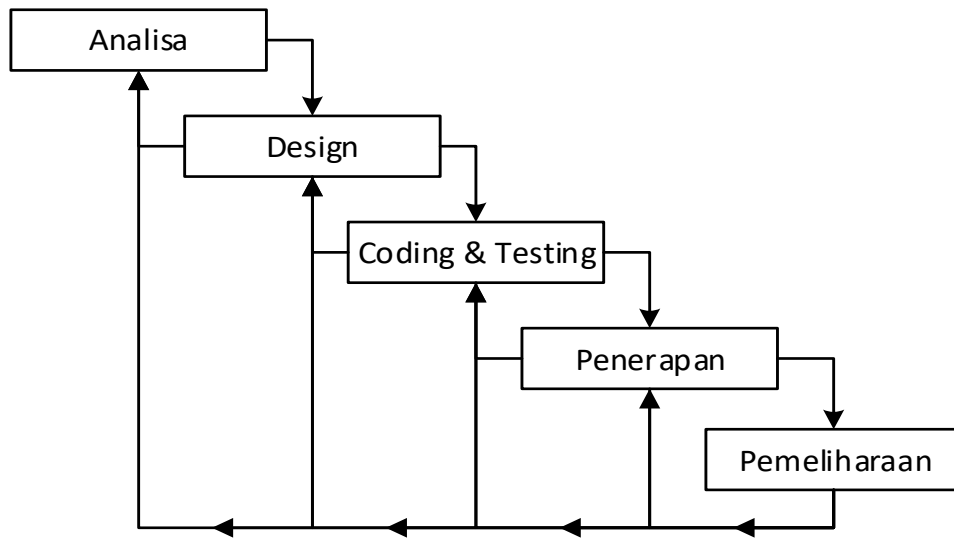 Analisa
Design
Coding & Testing
Penerapan
Pemeliharaan